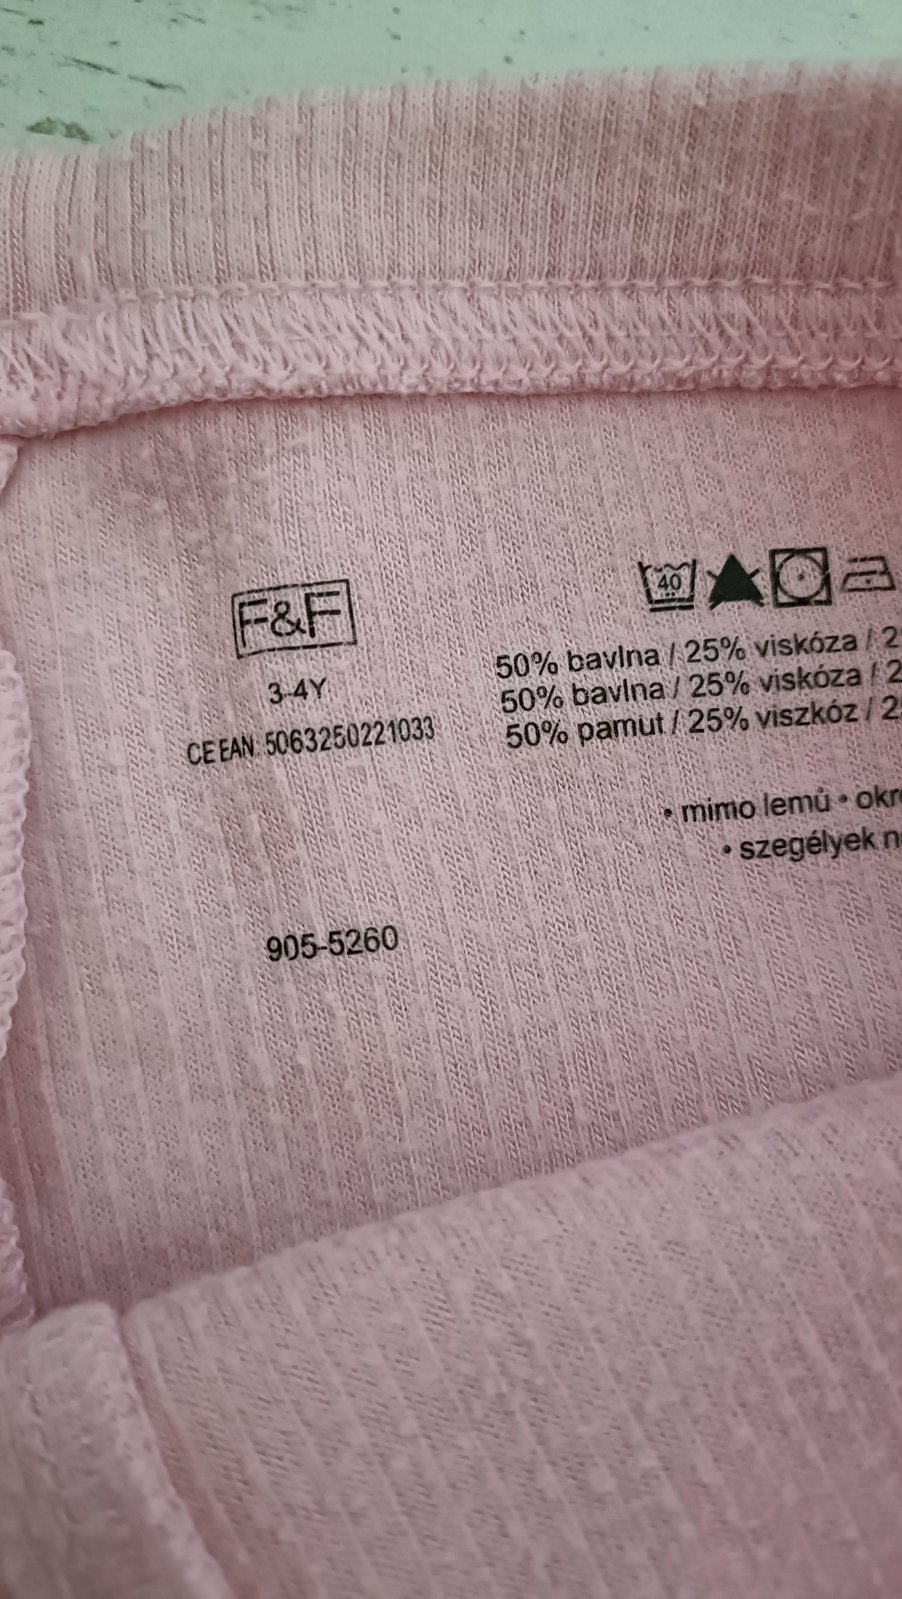 F&F
3-4Y
CE EAN: 5063250221033
905-5260
40
50% bavlna / 25% viskóza / 2
50% bavlna / 25% viskóza / 2
50% pamut / 25% viszkóz / 2
• mimo lemů • okr
• szegélyek n